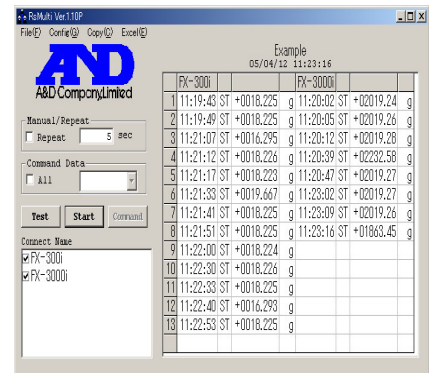 RsMulti Ver.1.10P
File(F) Config(G) Copy(C) Excel(E)
AND
A&D Company,Limited
Manual/Repeat
Repeat 5 sec
Command Data
All
Test Start Command
Connect Name
FX-300i
FX-3000i
Example
05/04/12 11:23:16
FX-300i FX-3000i
1 11:19:43 ST +0018.225 g 11:20:02 ST +02019.24 g
2 11:19:49 ST +0018.225 g 11:20:05 ST +02019.26 g
3 11:21:07 ST +0016.295 g 11:20:12 ST +02019.28 g
4 11:21:12 ST +0018.226 g 11:20:39 ST +02232.58 g
5 11:21:17 ST +0018.223 g 11:20:47 ST +02019.27 g
6 11:21:33 ST +0019.667 g 11:23:02 ST +02019.27 g
7 11:21:41 ST +0018.225 g 11:23:09 ST +02019.26 g
8 11:21:51 ST +0018.225 g 11:23:16 ST +01863.45 g
9 11:22:00 ST +0018.224 g
10 11:22:30 ST +0018.226 g
11 11:22:33 ST +0018.225 g
12 11:22:40 ST +0016.293 g
13 11:22:53 ST +0018.225 g